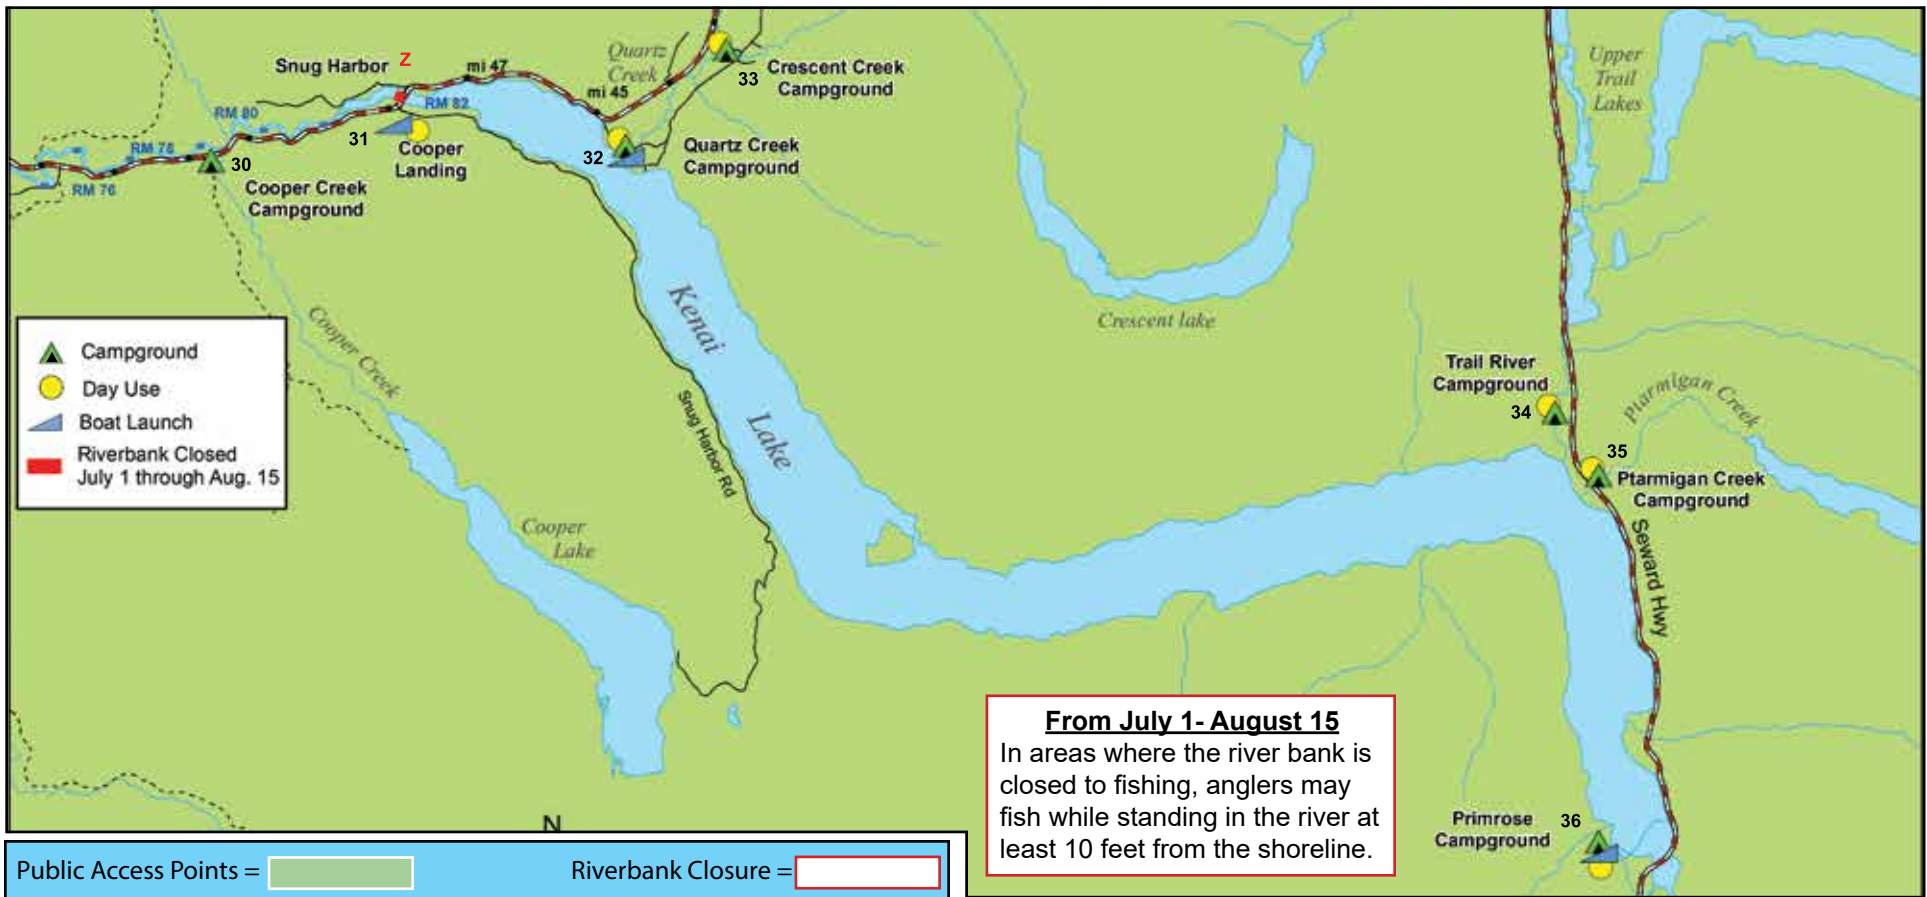 Snug Harbor
Z
mi 47
Quartz
Creek
33
Crescent Creek
Campground
Upper
Trail
Lakes
mi 45
RM 82
RM 80
31
Cooper
Landing
32
Quartz Creek
Campground
RM 78
30
RM 76
Cooper Creek
Campground
Kenai
Lake
Crescent lake
Cooper Creek
Campground
Day Use
Boat Launch
Riverbank Closed
July 1 through Aug. 15
Snug Harbor Rd
Trail River
Campground
34
Ptarmigan Creek
35
Ptarmigan Creek
Campground
Seward Hwy
Cooper
Lake
From July 1- August 15
In areas where the river bank is
closed to fishing, anglers may
fish while standing in the river at
least 10 feet from the shoreline.
Primrose
Campground
36
N
Public Access Points =
Riverbank Closure =